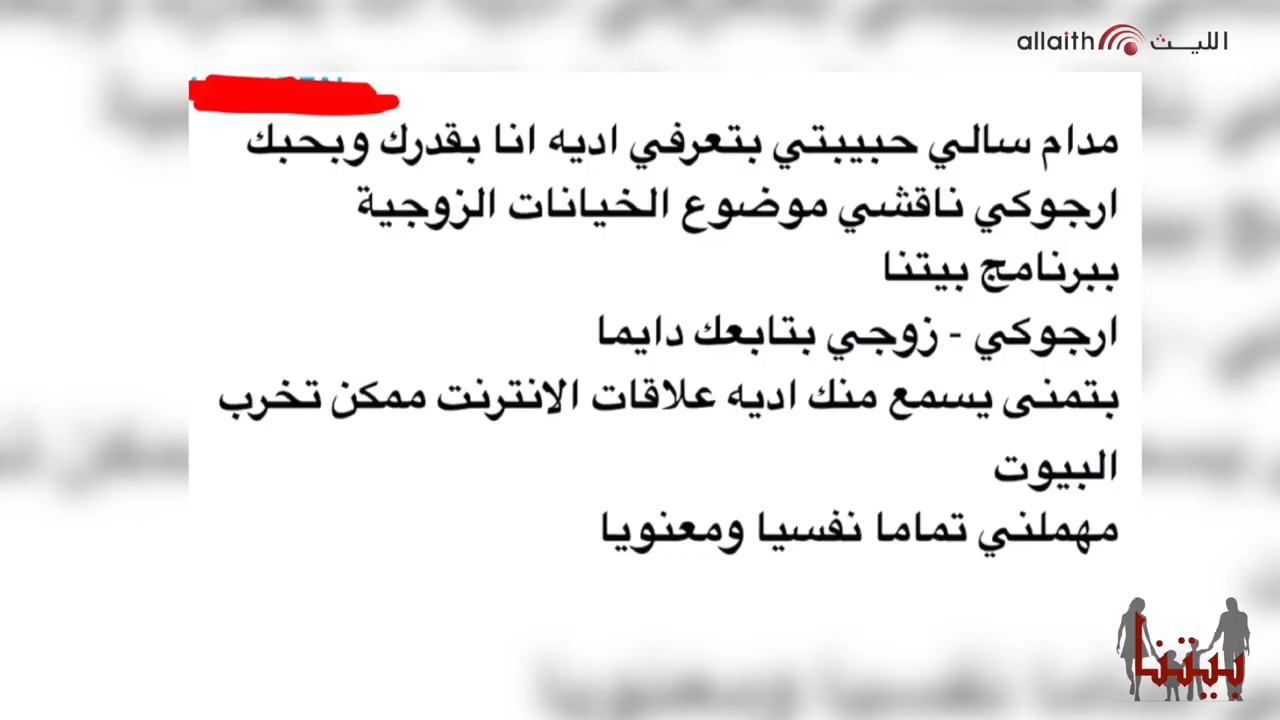 allaith الليث
مدام سالي حبيبتي بتعرفي اديه انا بقدرك وبحبك
ارجوكي ناقشي موضوع الخيانات الزوجية
ببرنامج بيتنا
ارجوكي - زوجي بتابعك دايما
بتمنى يسمع منك اديه علاقات الانترنت ممكن تخرب
البيوت
مهملني تماما نفسيا ومعنويا
بيتنا